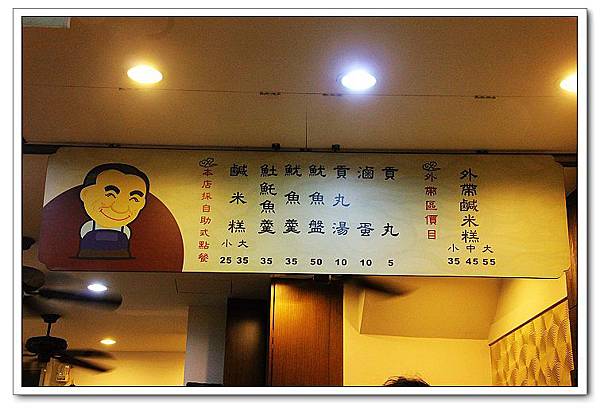 本店採自助式點餐
鹹米糕
小 大
25 35
䰵魠魚羹
35
魷魚羹
35
魷魚盤
50
貢丸湯
10
滷蛋
10
貢丸
5
外帶區價目
外帶鹹米糕
小 中 大
35 45 55